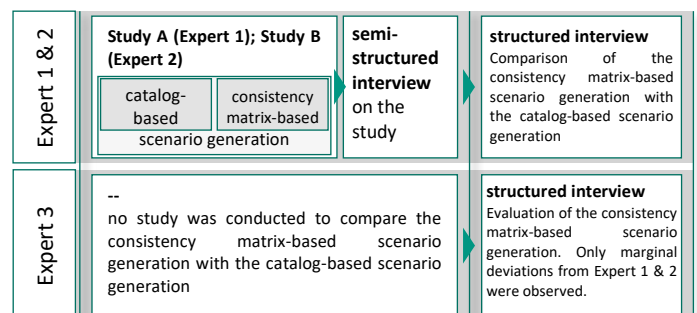 Expert 1 & 2
Study A (Expert 1); Study B
(Expert 2)
catalog-
based
consistency
matrix-based
scenario generation
semi-
structured
interview
on the
study
structured interview
Comparison of the
consistency matrix-based
scenario generation with
the catalog-based scenario
generation
Expert 3
--
no study was conducted to compare the
consistency matrix-based scenario
generation with the catalog-based scenario
generation
structured interview
Evaluation of the consistency
matrix-based scenario
generation. Only marginal
deviations from Expert 1 & 2
were observed.